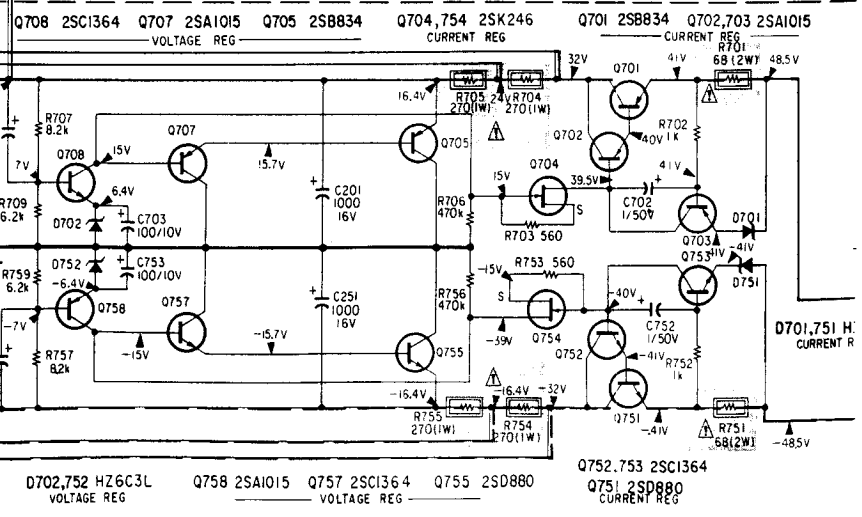 Q708 2SC1364 Q707 2SA1015 Q705 2SB834 Q704,754 2SK246 Q701 2SB834 Q702,703 2SA1015
VOLTAGE REG CURRENT REG CURRENT REG
R701
68(2W)
32V 41V 48.5V
Q701
16.4V R705 24V R704
270(1W) 270(1W)
R707
8.2k
Q707
Q705
Q702 40V R702
1k
7V Q708 15V
15.7V
Q704
15V 39.5V 41V
6.4V
C201
1000
16V
R709
6.2k
D702 C703
100/10V
R706
470k
S
C702
1/50V
D701
R703 560
Q703 41V
-41V
R759
6.2k
D752 C753
100/10V
R753 560
Q753
-15V
D751
-6.4V
Q758 Q757
C251
1000
16V
R756
470k
S
-40V
C752
1/50V
-7V
-15V -15.7V
-39V Q754
Q752
D701,751 HZ
CURRENT R
R757
8.2k
Q755
-41V R752
1k
-16.4V -16.4V -32V
Q751 -41V
R755
270(1W)
R754
270(1W)
R751
68(2W)
-48.5V
D702,752 HZ6C3L
VOLTAGE REG
Q758 2SA1015 Q757 2SC1364 Q755 2SD880
VOLTAGE REG
Q752,753 2SC1364
Q751 2SD880
CURRENT REG